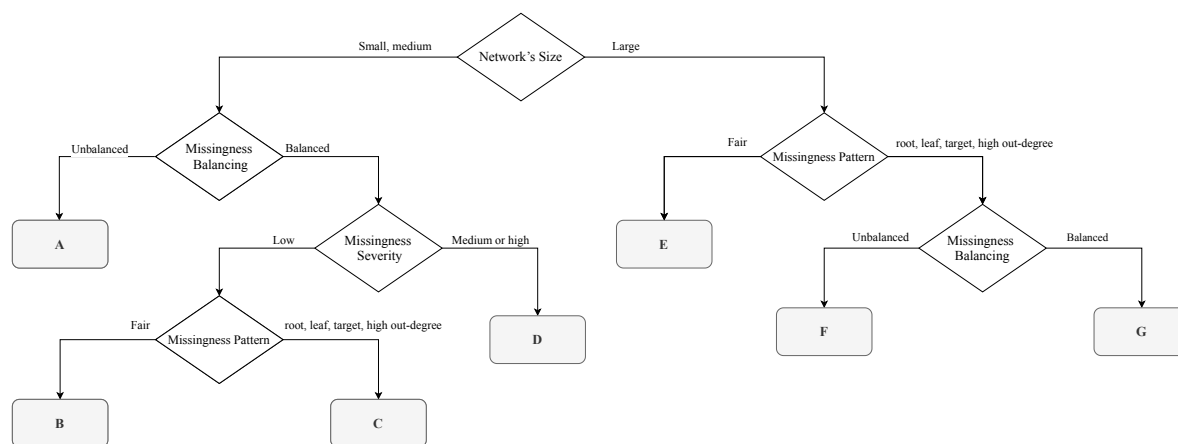 Small, medium
Network's Size
Large
Unbalanced
Missingness
Balancing
Balanced
Fair
Missingness Pattern
root, leaf, target, high out-degree
A
Low
Missingness
Severity
Medium or high
E
Unbalanced
Missingness
Balancing
Balanced
Fair
Missingness Pattern
root, leaf, target, high out-degree
D
F
G
B
C